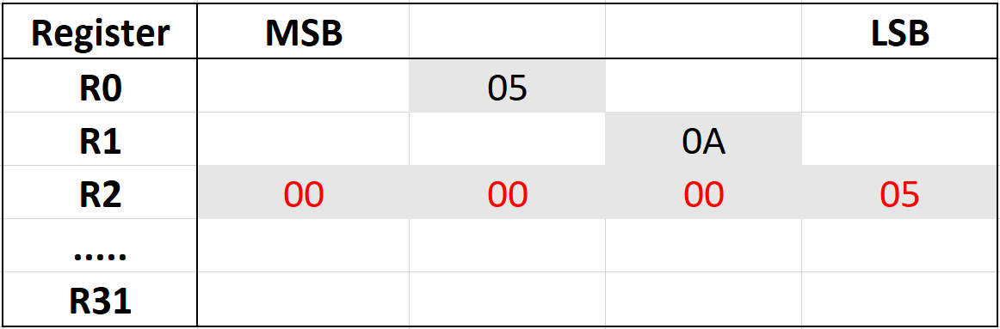 Register MSB LSB
R0 05
R1 0A
R2 00 00 00 05
.....
R31